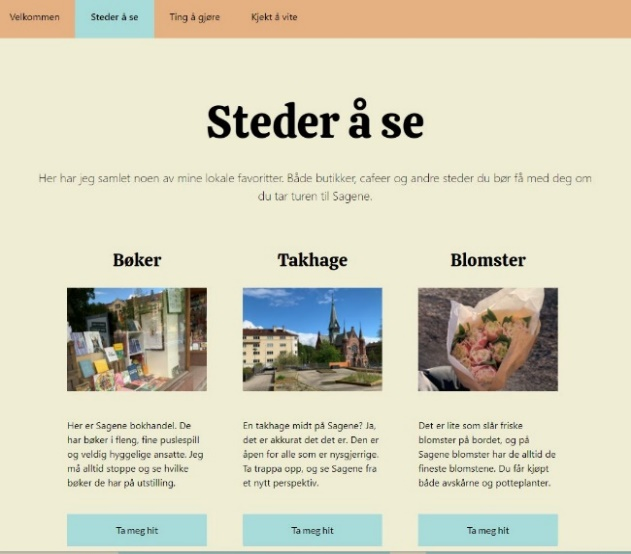 Velkommen
Steder å se
Ting å gjøre
Kjekt å vite
Steder å se
Her har jeg samlet noen av mine lokale favoritter. Både butikker, cafeer og andre steder du bør få med deg om
du tar turen til Sagene.
Bøker
Takhage
Blomster
Her er Sagene bokhandel. De
har bøker i fleng, fine puslespill
og veldig hyggelige ansatte. Jeg
må alltid stoppe og se hvilke
bøker de har på utstilling.
En takhage midt på Sagene? Ja,
det er akkurat det det er. Den er
åpen for alle som er nysgjerrige.
Ta trappa opp, og se Sagene fra
et nytt perspektiv.
Det er lite som slår friske
blomster på bordet, og på
Sagene blomster har de alltid de
fineste blomstene. Du får kjøpt
både avskårne og potteplanter.
Ta meg hit
Ta meg hit
Ta meg hit